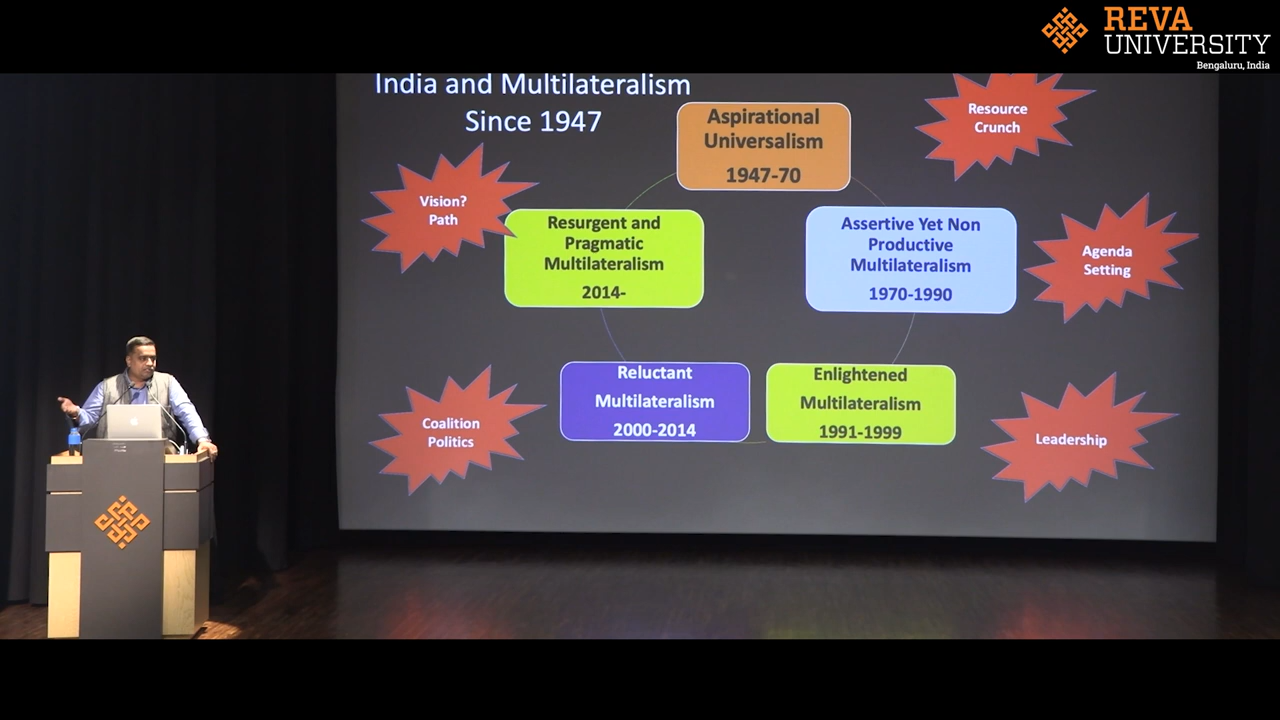 REVA
UNIVERSITY
Bengaluru, India
India and Multilateralism
Since 1947
Aspirational
Universalism
1947-70
Resource
Crunch
Assertive Yet Non
Productive
Multilateralism
1970-1990
Agenda
Setting
Enlightened
Multilateralism
1991-1999
Leadership
Reluctant
Multilateralism
2000-2014
Coalition
Politics
Resurgent and
Pragmatic
Multilateralism
2014-
Vision?
Path